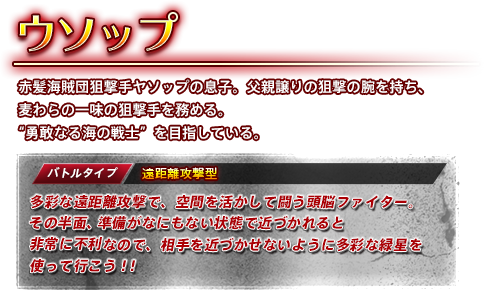 ウソップ
赤髪海賊団狙撃手ヤソップの息子、父親譲りの狙撃の腕を持ち、
麦わらの一味の狙撃手を務める。
“勇敢なる海の戦士”を目指している。
バトルタイプ 遠距離攻撃型
多彩な遠距離攻撃で、空間を活かして闘う頭脳ファイター。
その半面、準備がなにもない状態で近づかれると
非常に不利なので、相手を近づかせないように多彩な緑星を
使って行こう!!